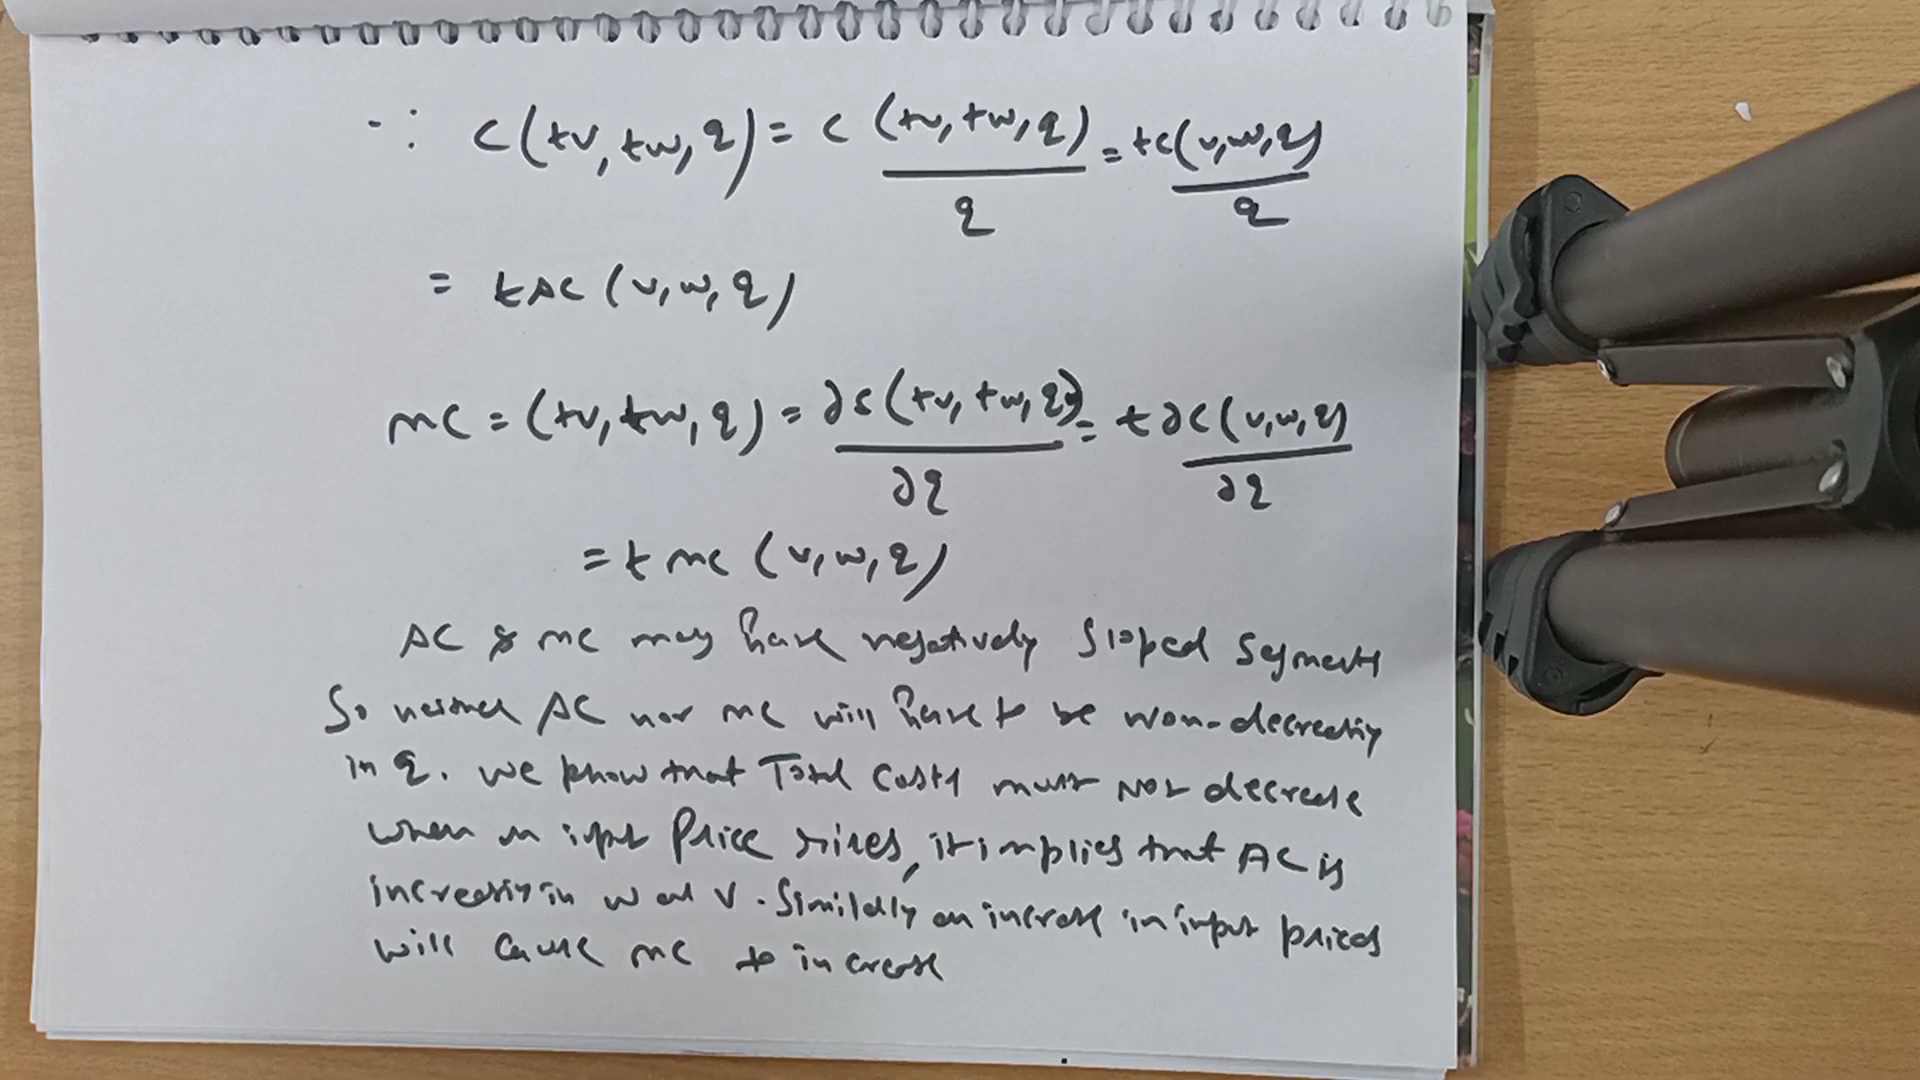 ∵ C(tv, tw, q) = C (tv, tw, q) / q = tC(v, w, q) / q
= tAC (v, w, q)
MC = (tv, tw, q) = ∂C (tv, tw, q) / ∂q = t∂C (v, w, q) / ∂q
= t MC (v, w, q)
AC & MC may have negatively sloped segments
So neither AC nor MC will have to be non-decreasing
in q. We know that Total costs must not decrease
when an input Price rises, it implies that AC is
increasing in w and v. Similarly an increase in input prices
will cause MC to increase